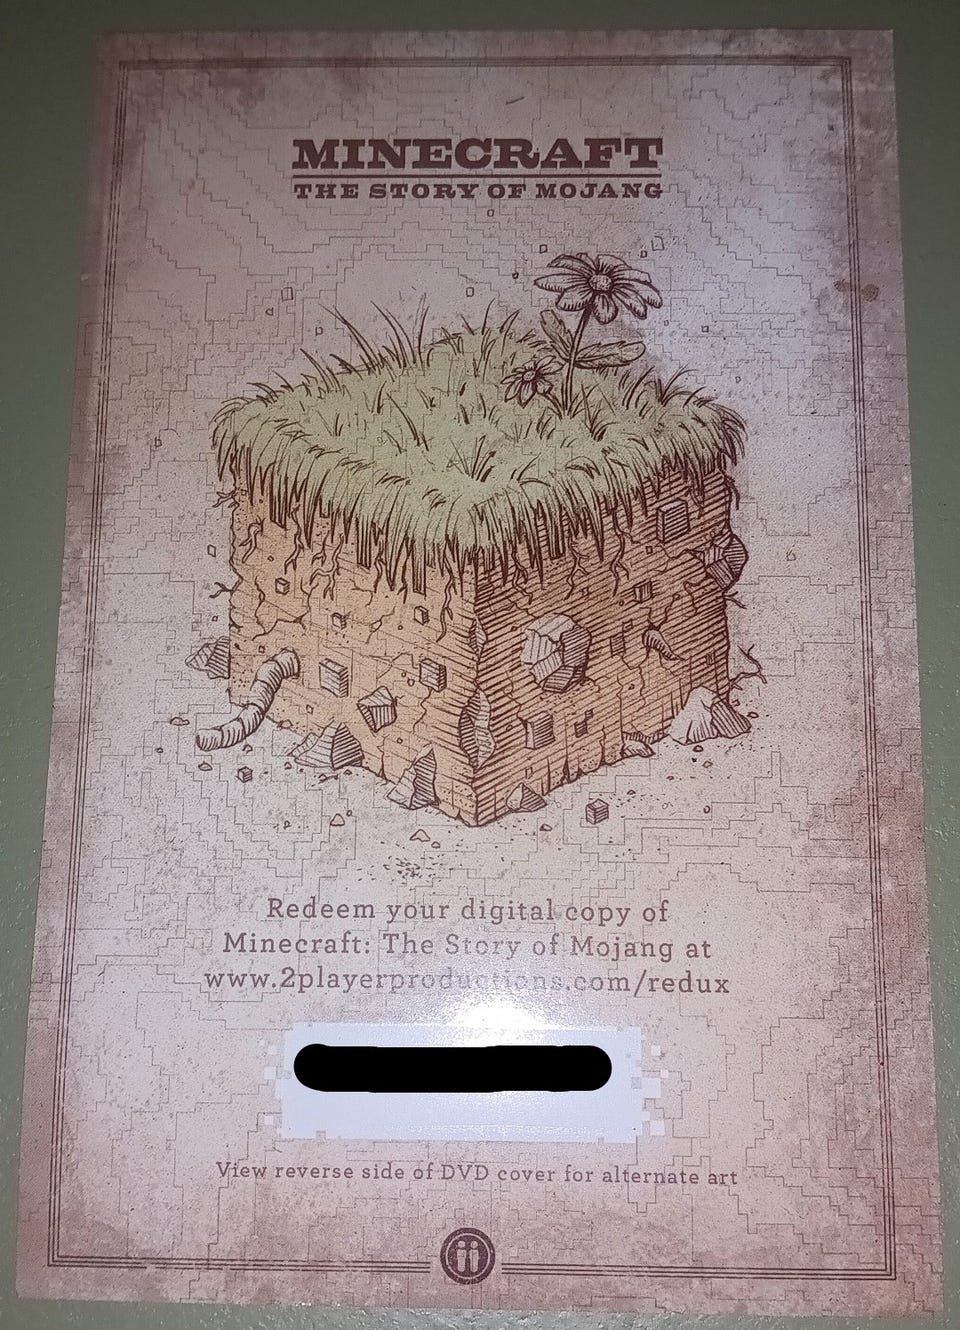 MINECRAFT
THE STORY OF MOJANG
Redeem your digital copy of
Minecraft: The Story of Mojang at
www.2playerproductions.com/redux
View reverse side of DVD cover for alternate art